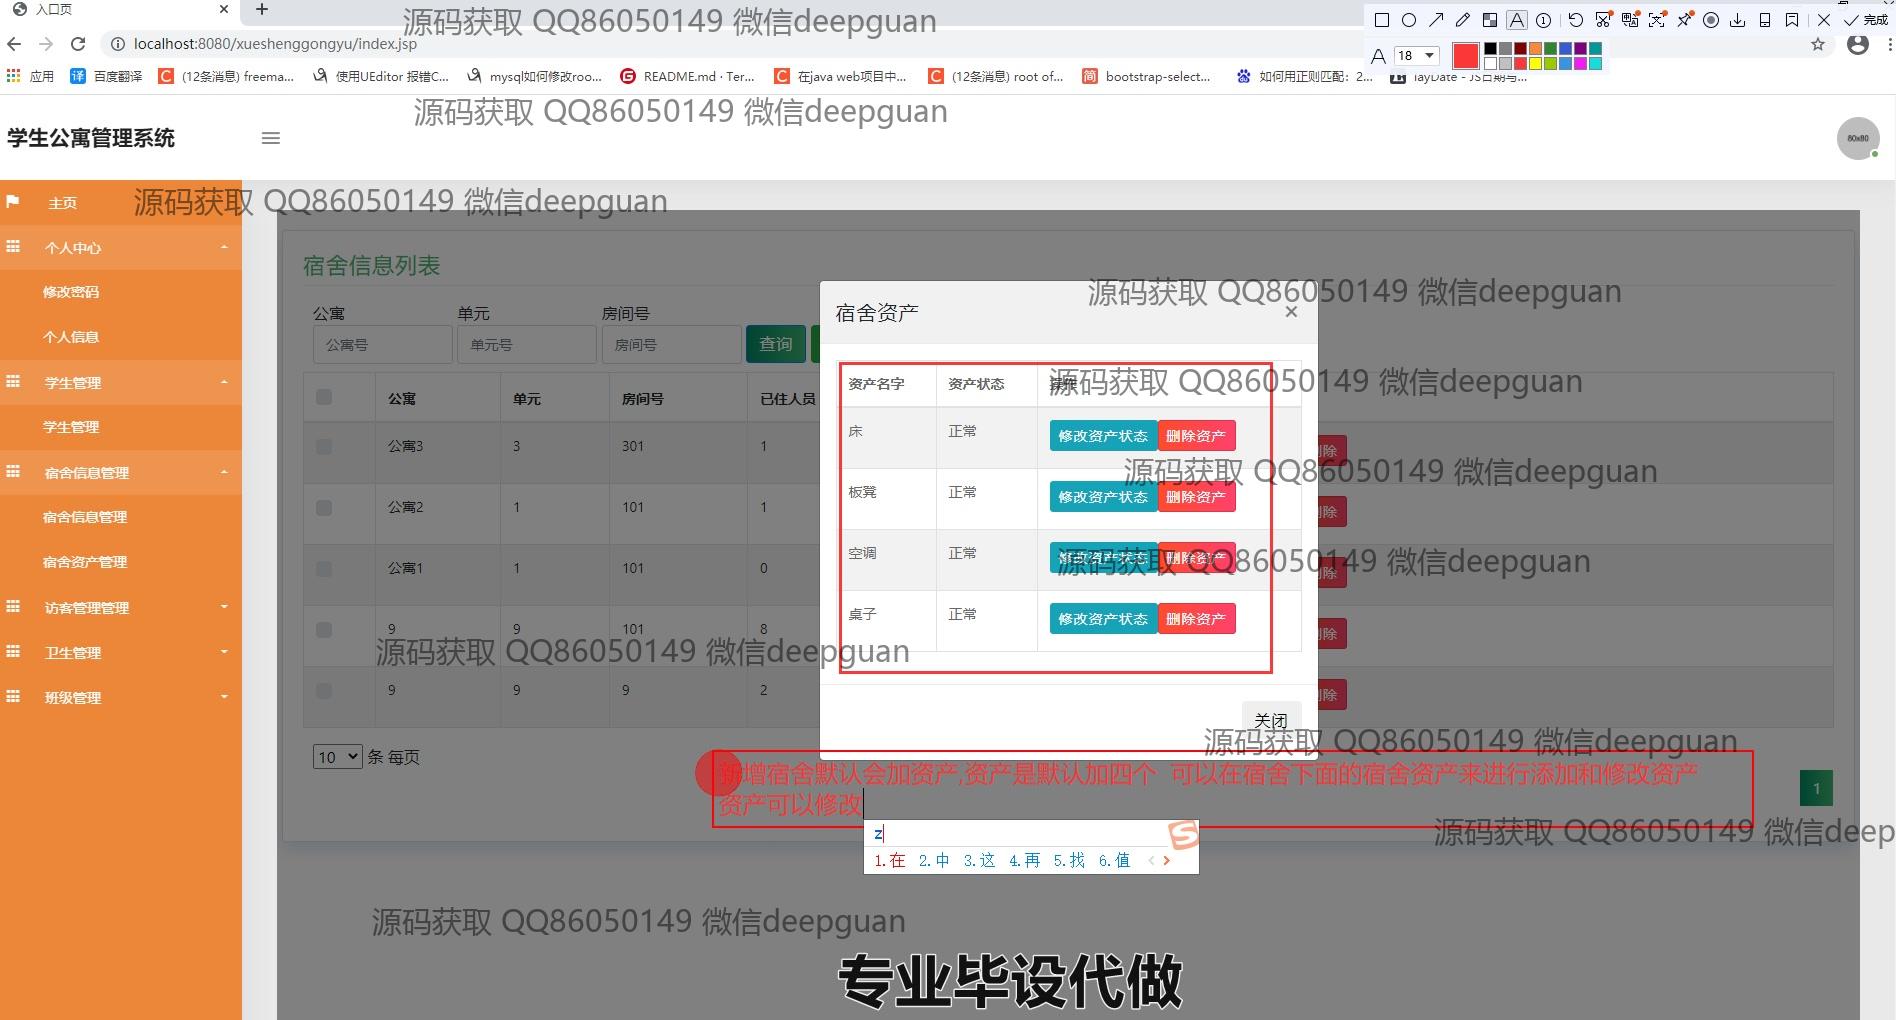 入口页
localhost:8080/xueshenggongyu/index.jsp
应用 百度翻译 (12条消息) freema... 使用UEditor 报错C... mysql如何修改roo... README.md · Ter... 在java web项目中... (12条消息) root of... bootstrap-select... 如何用正则匹配: 2... layDate - JS日期与...
完成
A 18
源码获取 QQ86050149 微信deepguan
源码获取 QQ86050149 微信deepguan
学生公寓管理系统
80x80
源码获取 QQ86050149 微信deepguan
主页
个人中心
修改密码
个人信息
学生管理
学生管理
宿舍信息管理
宿舍信息管理
宿舍资产管理
访客管理管理
卫生管理
班级管理
宿舍信息列表
公寓 单元 房间号
公寓号 单元号 房间号 查询
公寓 单元 房间号 已住人员
公寓3 3 301 1
公寓2 1 101 1
公寓1 1 101 0
9 9 101 8
9 9 9 2
10 条 每页
1
宿舍资产 ×
源码获取 QQ86050149 微信deepguan
资产名字 资产状态 操作
源码获取 QQ86050149 微信deepguan
床 正常 修改资产状态 删除资产
源码获取 QQ86050149 微信deepguan
板凳 正常 修改资产状态 删除资产
空调 正常 修改资产状态 删除资产
源码获取 QQ86050149 微信deepguan
桌子 正常 修改资产状态 删除资产
源码获取 QQ86050149 微信deepguan
关闭
源码获取 QQ86050149 微信deepguan
新增宿舍默认会加资产,资产是默认加四个 可以在宿舍下面的宿舍资产来进行添加和修改资产
资产可以修改
z
1.在 2.中 3.这 4.再 5.找 6.值
源码获取 QQ86050149 微信deep
源码获取 QQ86050149 微信deepguan
专业毕设代做